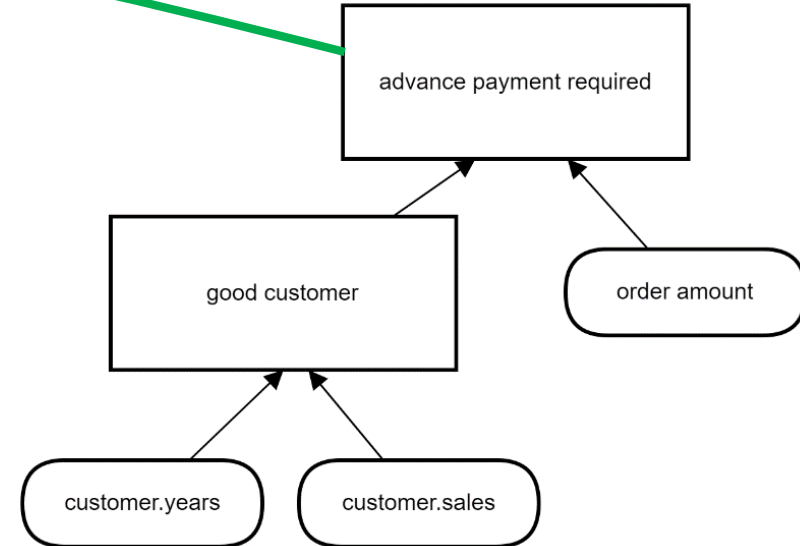 advance payment required
good customer
order amount
customer.years
customer.sales